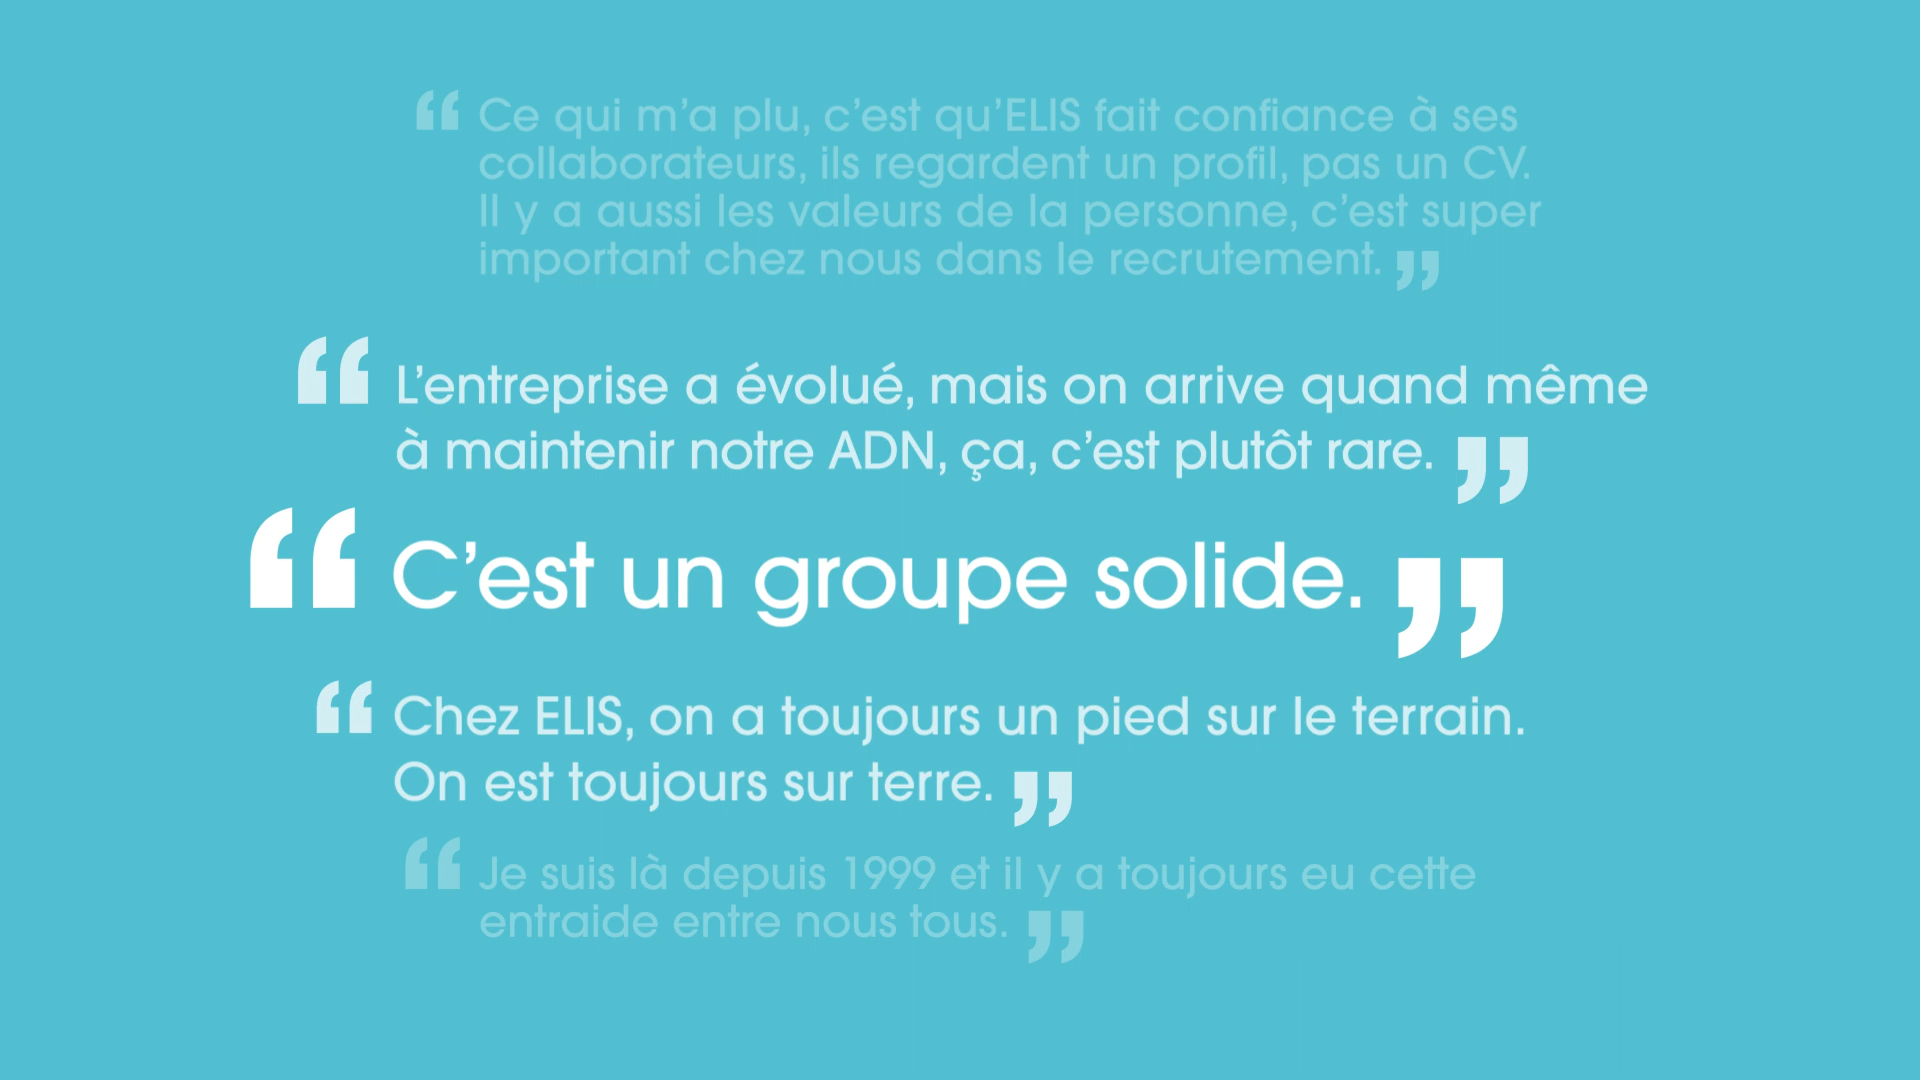 “ Ce qui m’a plu, c’est qu’ELIS fait confiance à ses
collaborateurs, ils regardent un profil, pas un CV.
Il y a aussi les valeurs de la personne, c’est super
important chez nous dans le recrutement. ”
“ L’entreprise a évolué, mais on arrive quand même
à maintenir notre ADN, ça, c’est plutôt rare. ”
“ C’est un groupe solide. ”
“ Chez ELIS, on a toujours un pied sur le terrain.
On est toujours sur terre. ”
“ Je suis là depuis 1999 et il y a toujours eu cette
entraide entre nous tous. ”